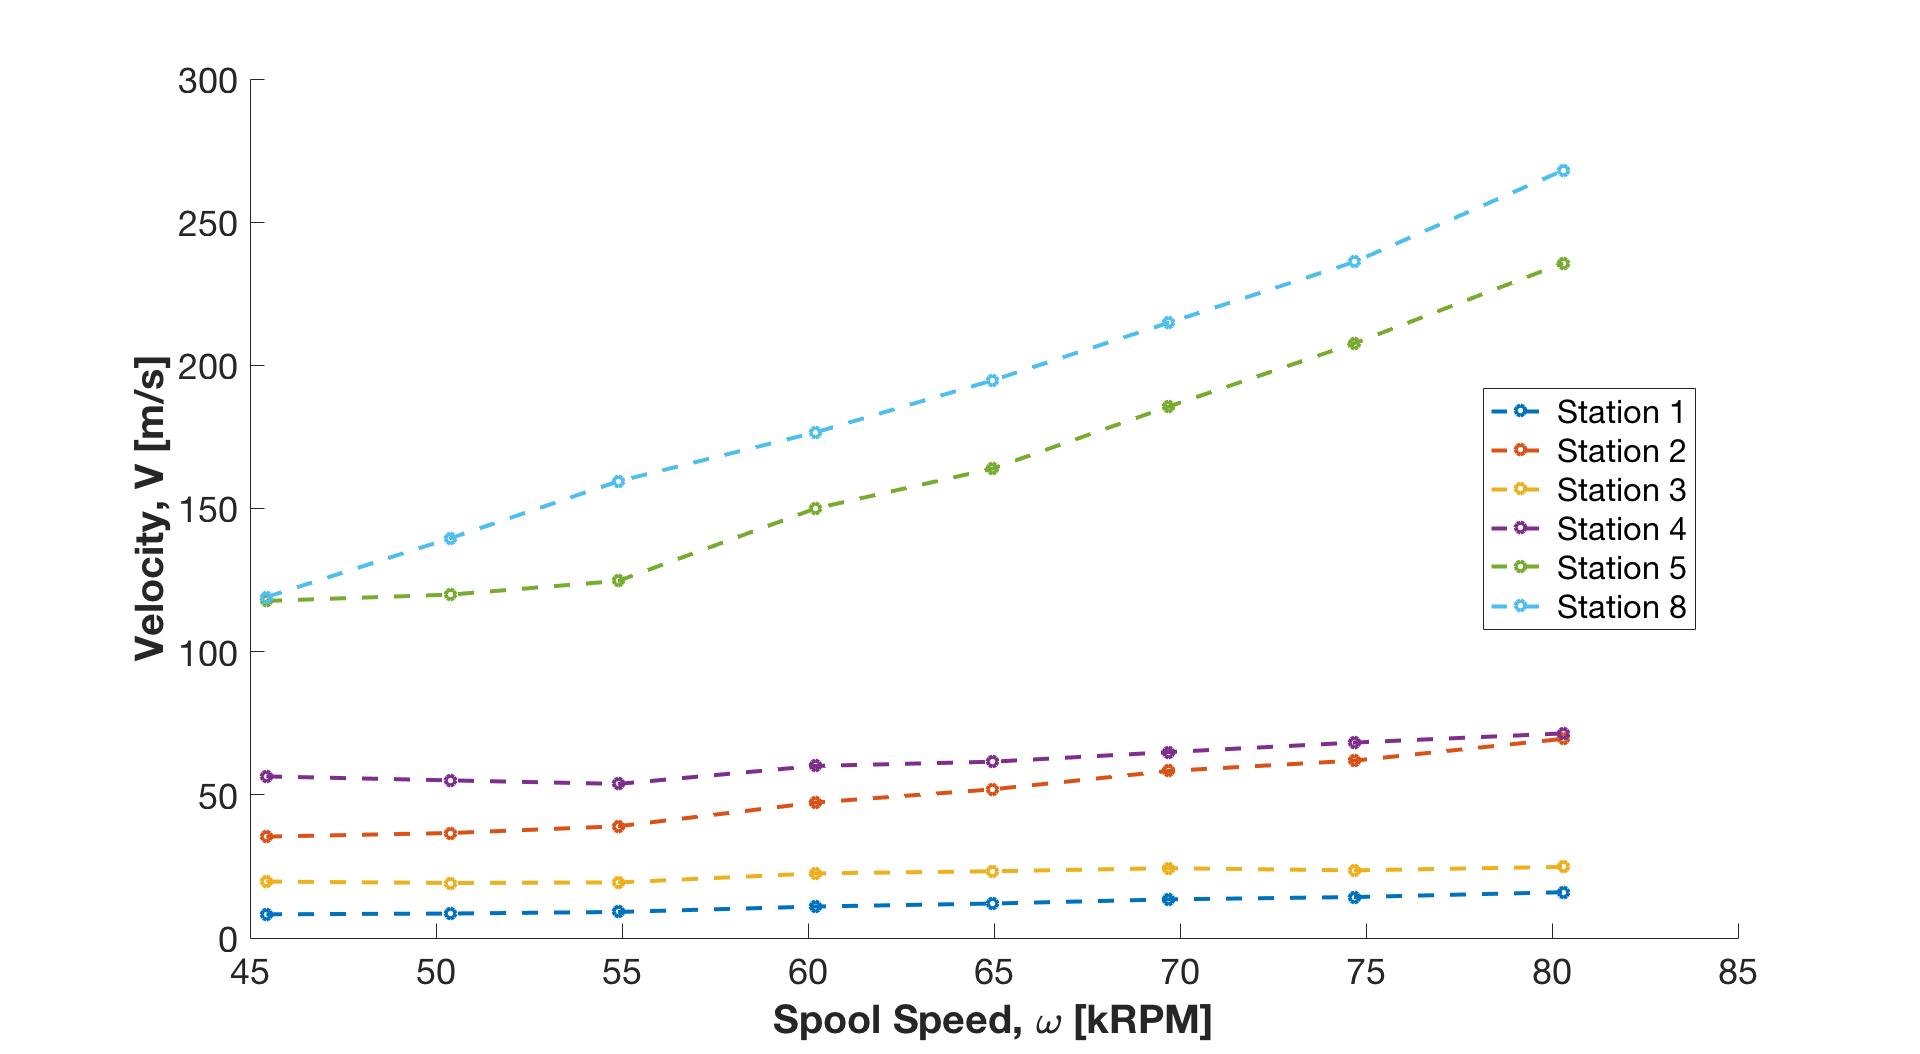 300
250
200
150
100
50
0
Velocity, V [m/s]
45 50 55 60 65 70 75 80 85
Spool Speed, ω [kRPM]
Station 1
Station 2
Station 3
Station 4
Station 5
Station 8